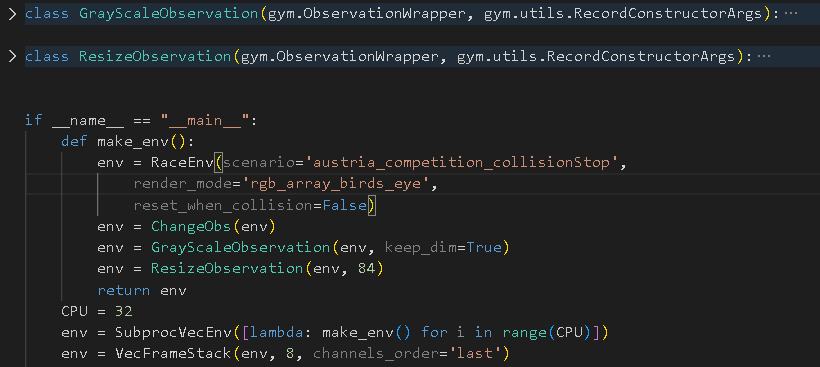 class GrayScaleObservation(gym.ObservationWrapper, gym.utils.RecordConstructorArgs):···
class ResizeObservation(gym.ObservationWrapper, gym.utils.RecordConstructorArgs):···
if __name__ == "__main__":
    def make_env():
        env = RaceEnv(scenario='austria_competition_collisionStop',
            render_mode='rgb_array_birds_eye',
            reset_when_collision=False)
        env = ChangeObs(env)
        env = GrayScaleObservation(env, keep_dim=True)
        env = ResizeObservation(env, 84)
        return env
    CPU = 32
    env = SubprocVecEnv([lambda: make_env() for i in range(CPU)])
    env = VecFrameStack(env, 8, channels_order='last')